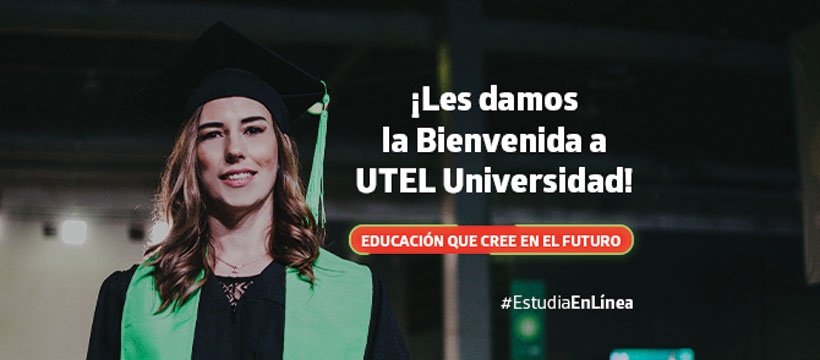 ¡Les damos
la Bienvenida a
UTEL Universidad!
EDUCACIÓN QUE CREE EN EL FUTURO
#EstudiaEnLínea